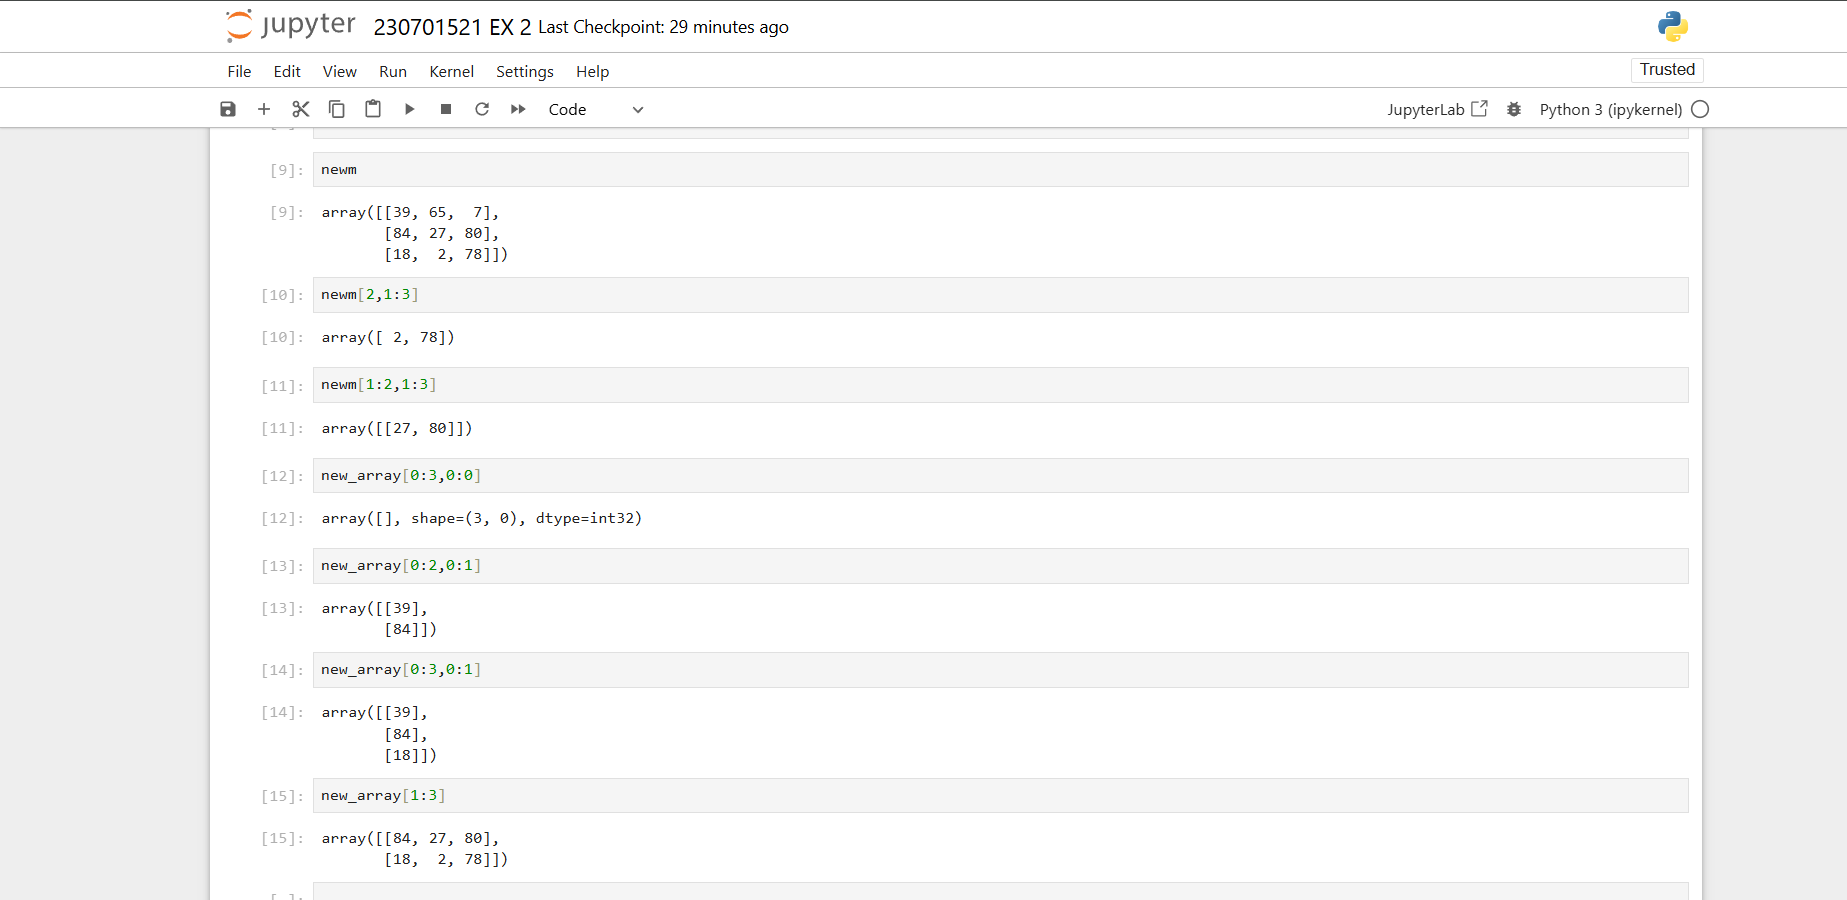 jupyter 230701521 EX 2 Last Checkpoint: 29 minutes ago
File Edit View Run Kernel Settings Help Trusted
Code JupyterLab Python 3 (ipykernel)
[9]: newm
[9]: array([[39, 65,  7],
       [84, 27, 80],
       [18,  2, 78]])
[10]: newm[2,1:3]
[10]: array([ 2, 78])
[11]: newm[1:2,1:3]
[11]: array([[27, 80]])
[12]: new_array[0:3,0:0]
[12]: array([], shape=(3, 0), dtype=int32)
[13]: new_array[0:2,0:1]
[13]: array([[39],
       [84]])
[14]: new_array[0:3,0:1]
[14]: array([[39],
       [84],
       [18]])
[15]: new_array[1:3]
[15]: array([[84, 27, 80],
       [18,  2, 78]])